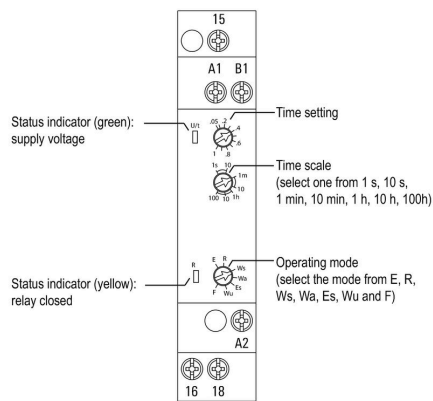 15
A1 B1
Status indicator (green):
supply voltage
U/t
.05 .2
.4
.6
.8
1
Time setting
1s 10
1m
10
1h
10
100
Time scale
(select one from 1 s, 10 s,
1 min, 10 min, 1 h, 10 h, 100h)
Status indicator (yellow):
relay closed
R
E R
Ws
Wa
Es
Wu
F
Operating mode
(select the mode from E, R,
Ws, Wa, Es, Wu and F)
A2
16 18